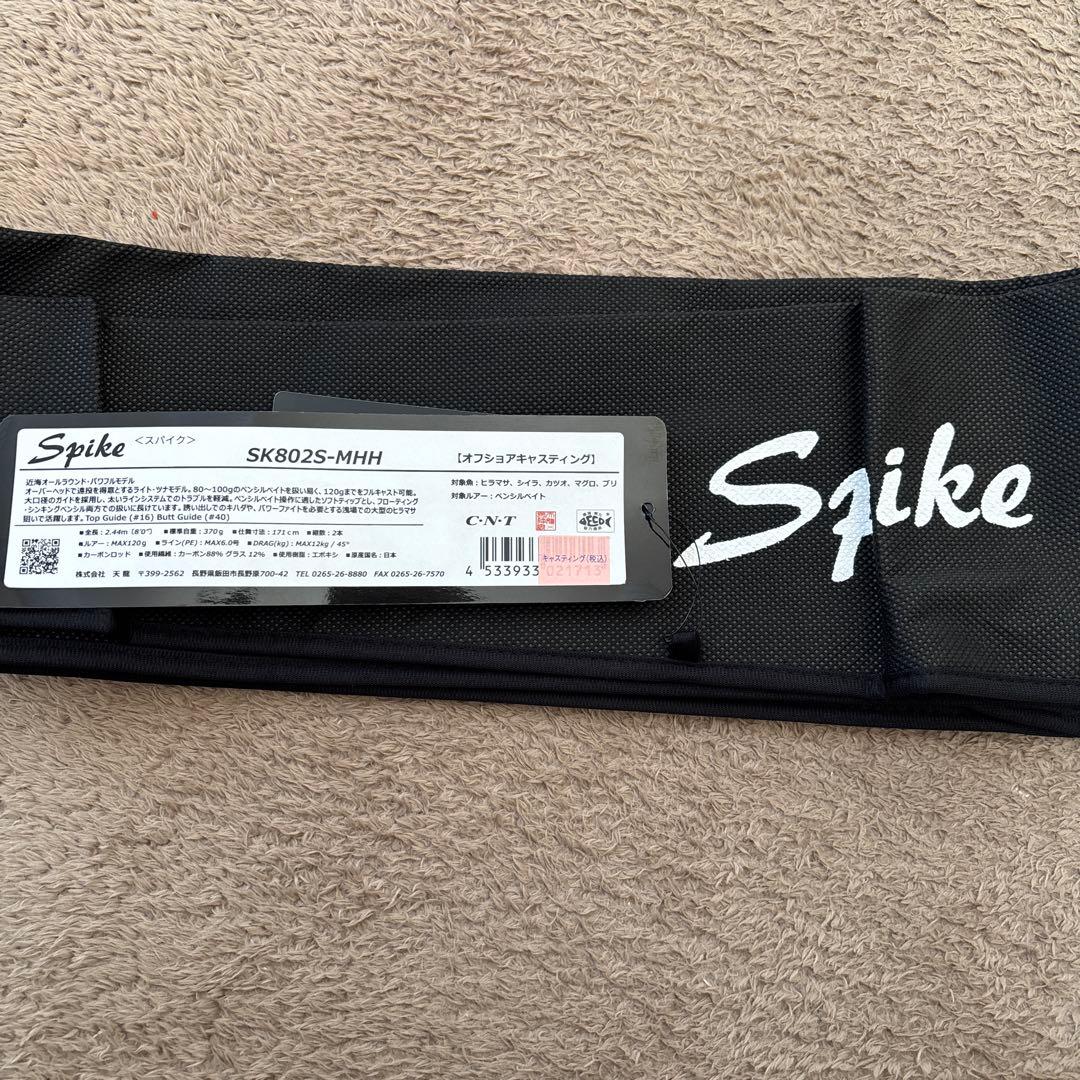 Spike <スパイク> SK802S-MHH 【オフショアキャスティング】
近海オールラウンド・パワフルモデル
オーバーヘッドで遠投を得意とするライト・ツナモデル。80～100gのペンシルベイトを扱い易く、120gまでをフルキャスト可能。
大口径のガイドを採用し、太いラインシステムでのトラブルを軽減。ペンシルベイト操作に適したソフトティップとし、フローティング
・シンキングペンシル両方での扱いに長けています。誘い出しでのキハダや、パワーファイトを必要とする浅場での大型のヒラマサ
狙いで活躍します。Top Guide (#16) Butt Guide (#40)
対象魚：ヒラマサ、シイラ、カツオ、マグロ、ブリ
対象ルアー：ペンシルベイト
■全長：2.44m (8'0") ■標準自重：370g ■仕舞寸法：171cm ■継数：2本
■ルアー：MAX120g ■ライン(PE)：MAX6.0号 ■DRAG(kg)：MAX12kg / 45°
■カーボンロッド ■使用繊維：カーボン88% グラス12% ■使用樹脂：エポキシ ■原産国名：日本
株式会社 天龍 〒399-2562 長野県飯田市長野原700-42 TEL 0265-26-8880 FAX 0265-26-7570
C・N・T
キャスティング(税込)
4 533933 021713
Spike